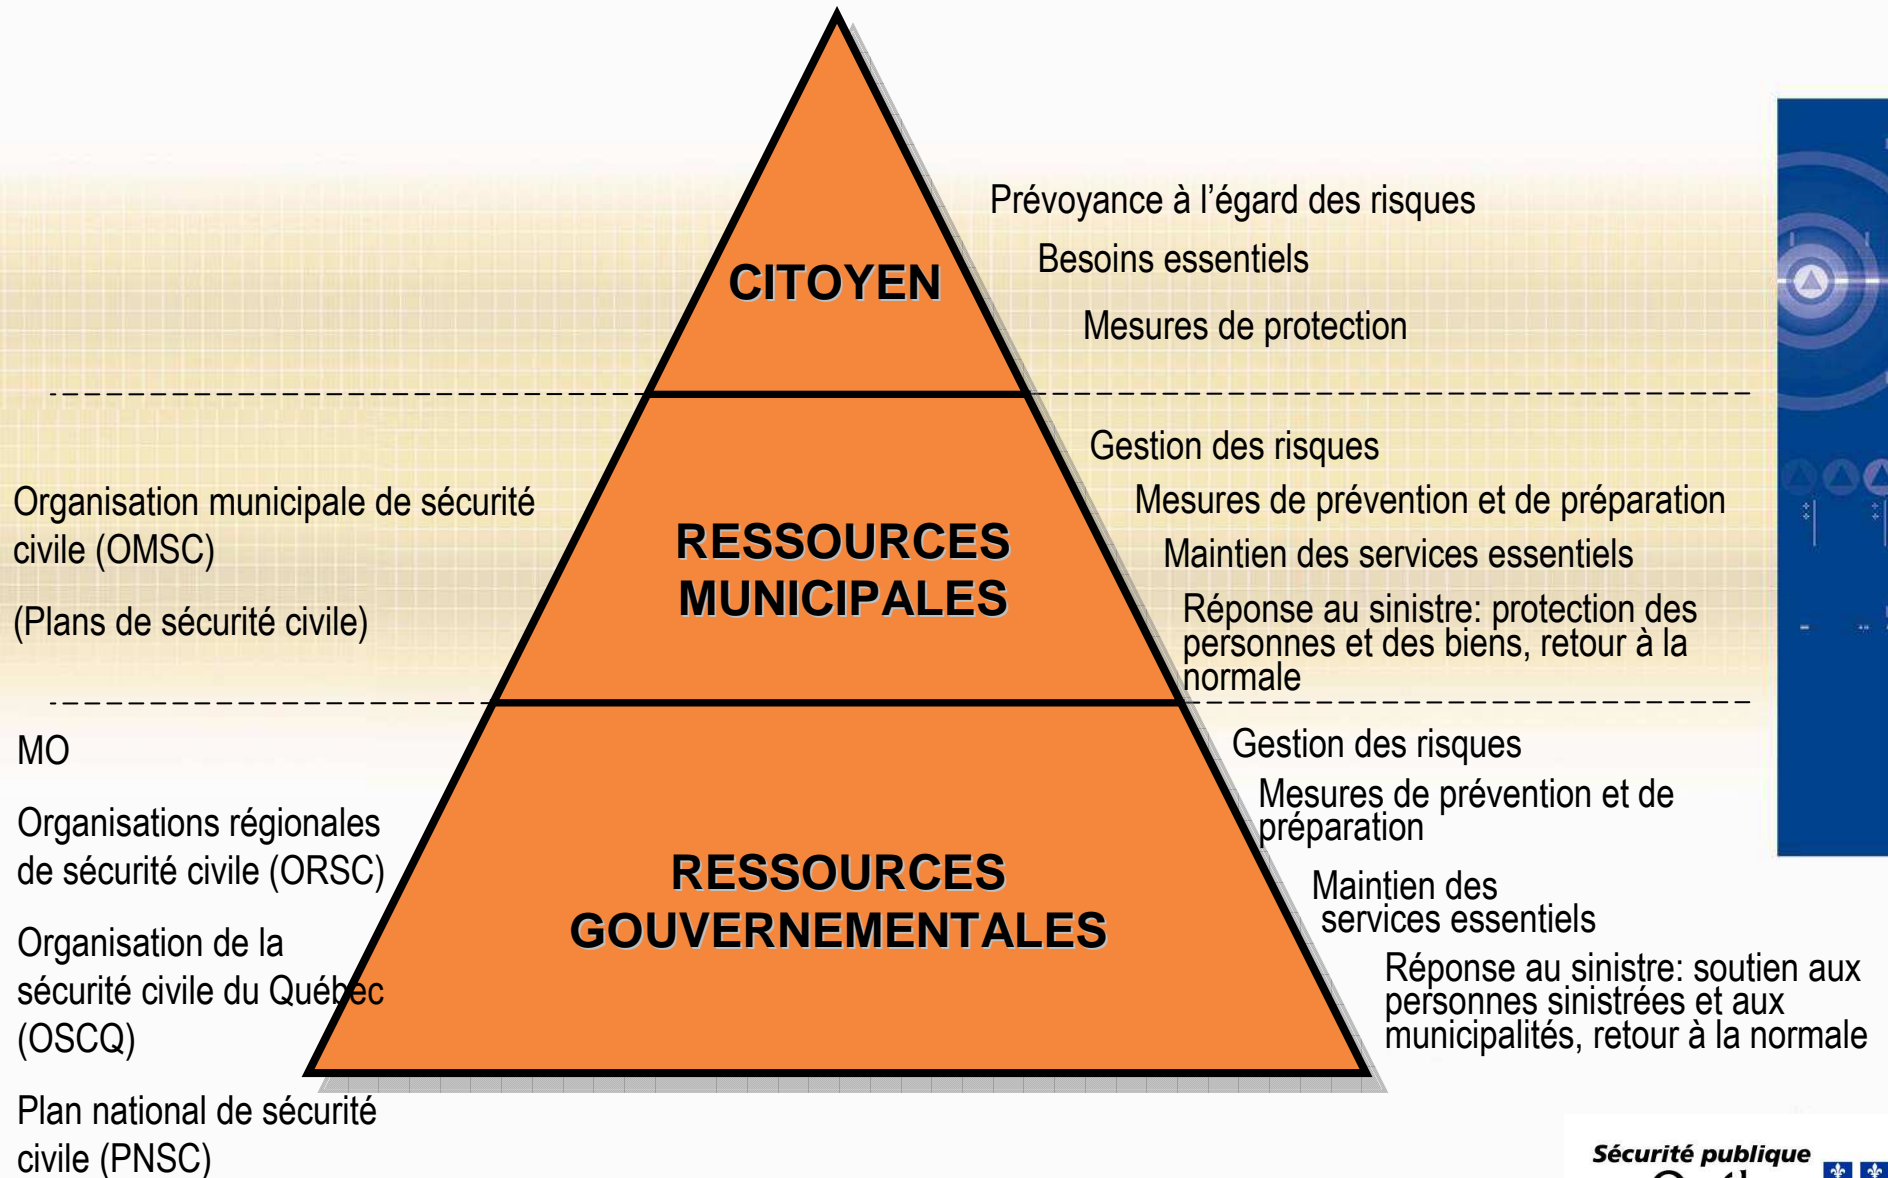 CITOYEN
Prévoyance à l’égard des risques
Besoins essentiels
Mesures de protection
Organisation municipale de sécurité
civile (OMSC)
(Plans de sécurité civile)
RESSOURCES
MUNICIPALES
Gestion des risques
Mesures de prévention et de préparation
Maintien des services essentiels
Réponse au sinistre: protection des
personnes et des biens, retour à la
normale
MO
Organisations régionales
de sécurité civile (ORSC)
Organisation de la
sécurité civile du Québec
(OSCQ)
Plan national de sécurité
civile (PNSC)
RESSOURCES
GOUVERNEMENTALES
Gestion des risques
Mesures de prévention et de
préparation
Maintien des
services essentiels
Réponse au sinistre: soutien aux
personnes sinistrées et aux
municipalités, retour à la normale
Sécurité publique